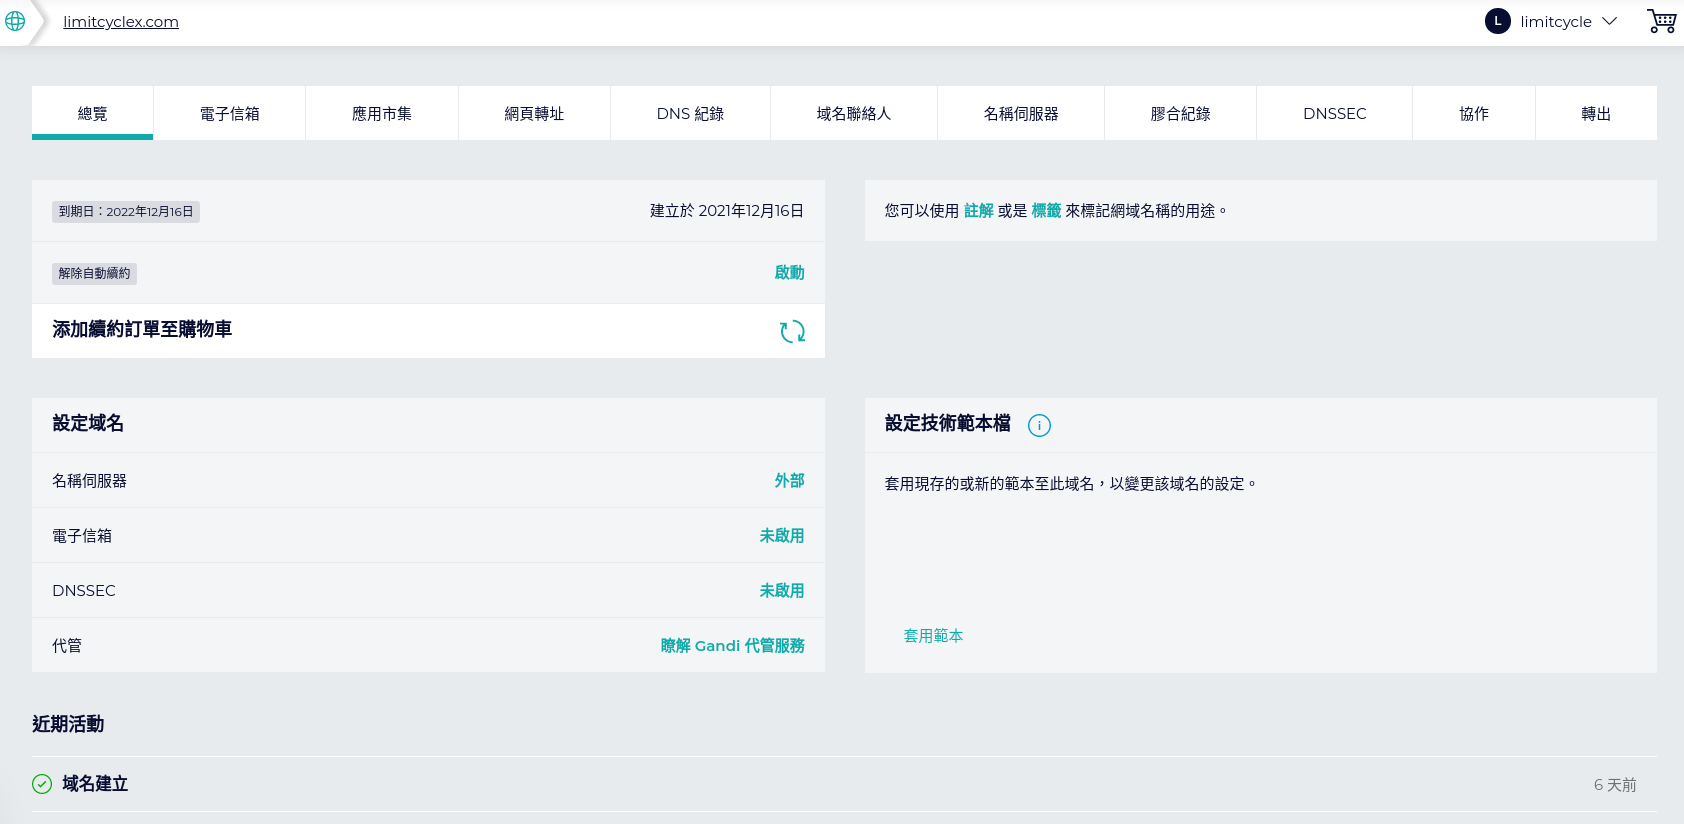 limitcyclex.com
L limitcycle
總覽 電子信箱 應用市集 網頁轉址 DNS 紀錄 域名聯絡人 名稱伺服器 膠合紀錄 DNSSEC 協作 轉出
到期日：2022年12月16日 建立於 2021年12月16日
解除自動續約 啟動
添加續約訂單至購物車
您可以使用 註解 或是 標籤 來標記網域名稱的用途。
設定域名
名稱伺服器 外部
電子信箱 未啟用
DNSSEC 未啟用
代管 瞭解 Gandi 代管服務
設定技術範本檔
套用現存的或新的範本至此域名，以變更該域名的設定。
套用範本
近期活動
域名建立 6 天前